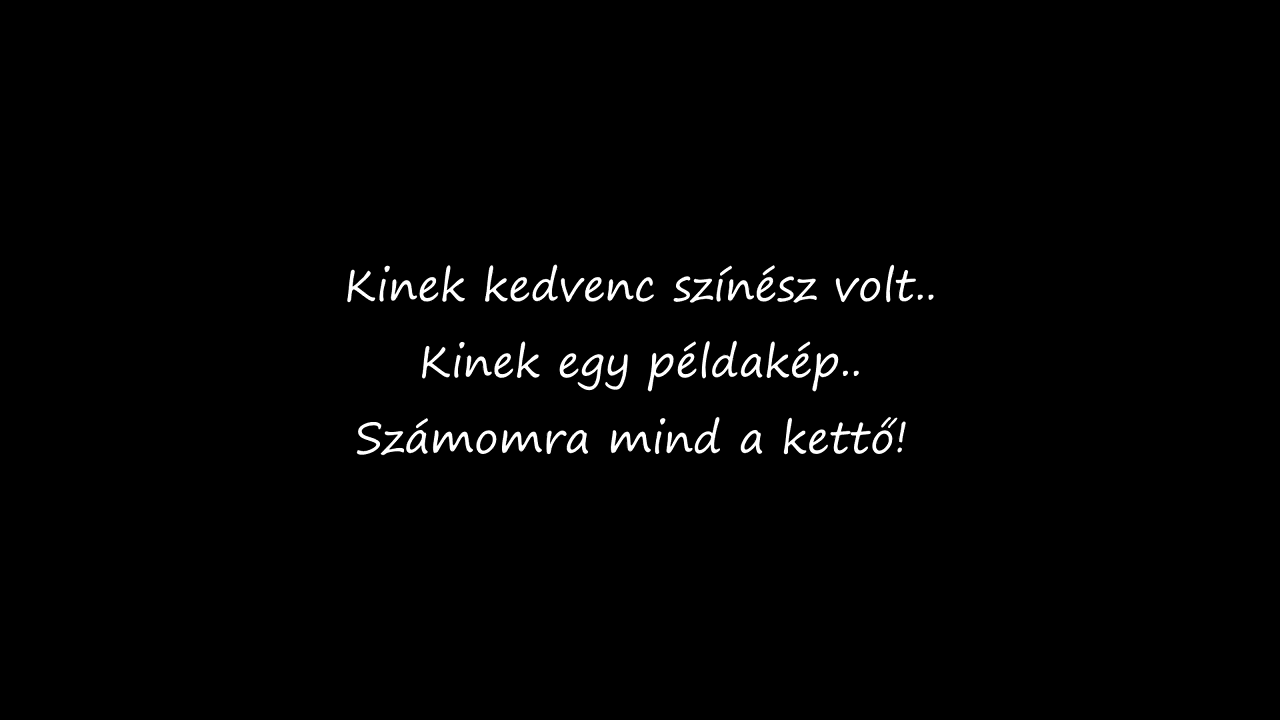 Kinek kedvenc színész volt..
Kinek egy példakép..
Számomra mind a kettő!